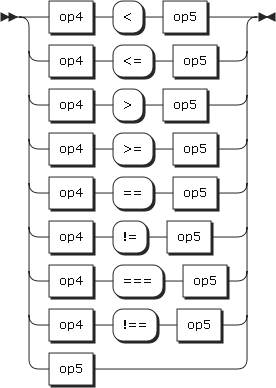 op4 < op5
op4 <= op5
op4 > op5
op4 >= op5
op4 == op5
op4 != op5
op4 === op5
op4 !== op5
op5